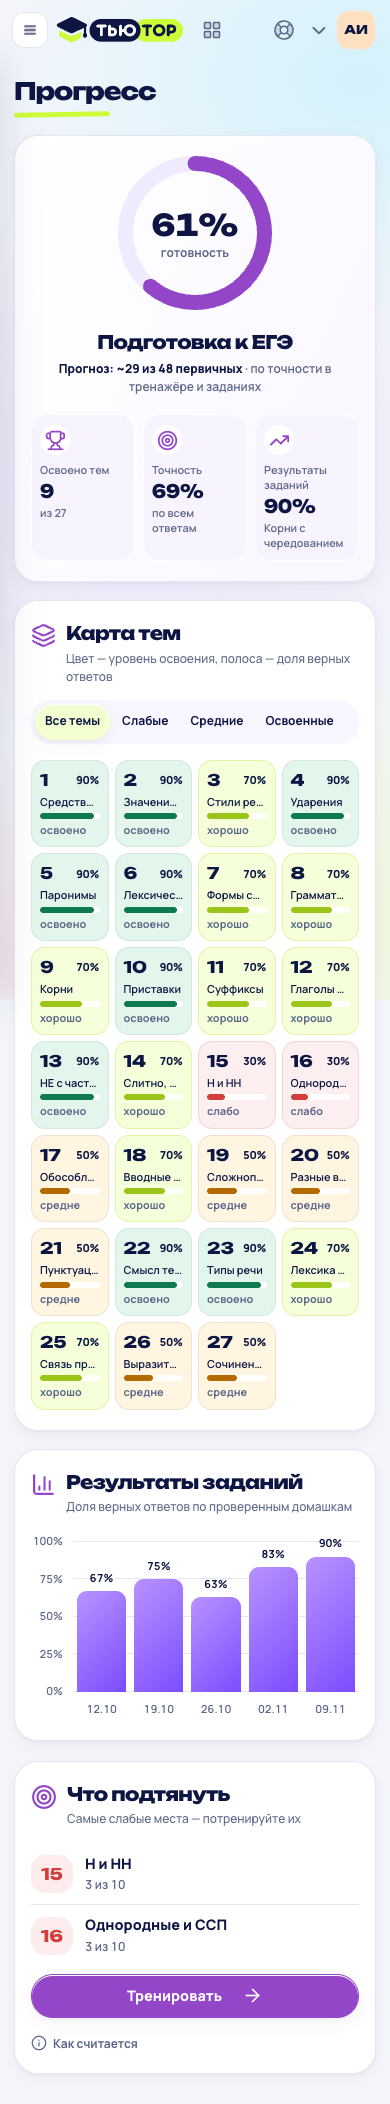 ТЬЮТОР
АИ
Прогресс
61%
готовность
Подготовка к ЕГЭ
Прогноз: ~29 из 48 первичных · по точности в
тренажёре и заданиях
Освоено тем
9
из 27
Точность
69%
по всем
ответам
Результаты
заданий
90%
Корни с
чередованием
Карта тем
Цвет — уровень освоения, полоса — доля верных
ответов
Все темы Слабые Средние Освоенные
1 90% 2 90% 3 70% 4 90%
Средств... Значени... Стили ре... Ударения
освоено освоено хорошо освоено
5 90% 6 90% 7 70% 8 70%
Паронимы Лексичес... Формы с... Граммат...
освоено освоено хорошо хорошо
9 70% 10 90% 11 70% 12 70%
Корни Приставки Суффиксы Глаголы ...
хорошо освоено хорошо хорошо
13 90% 14 70% 15 30% 16 30%
НЕ с част... Слитно, ... Н и НН Однород...
освоено хорошо слабо слабо
17 50% 18 70% 19 50% 20 50%
Обособл... Вводные ... Сложноп... Разные в...
средне хорошо средне средне
21 50% 22 90% 23 90% 24 70%
Пунктуац... Смысл те... Типы речи Лексика ...
средне освоено освоено хорошо
25 70% 26 50% 27 50%
Связь пр... Выразит... Сочинен...
хорошо средне средне
Результаты заданий
Доля верных ответов по проверенным домашкам
100%
75%
50%
25%
0%
67% 75% 63% 83% 90%
12.10 19.10 26.10 02.11 09.11
Что подтянуть
Самые слабые места — потренируйте их
15 Н и НН
3 из 10
16 Однородные и ССП
3 из 10
Тренировать
Как считается